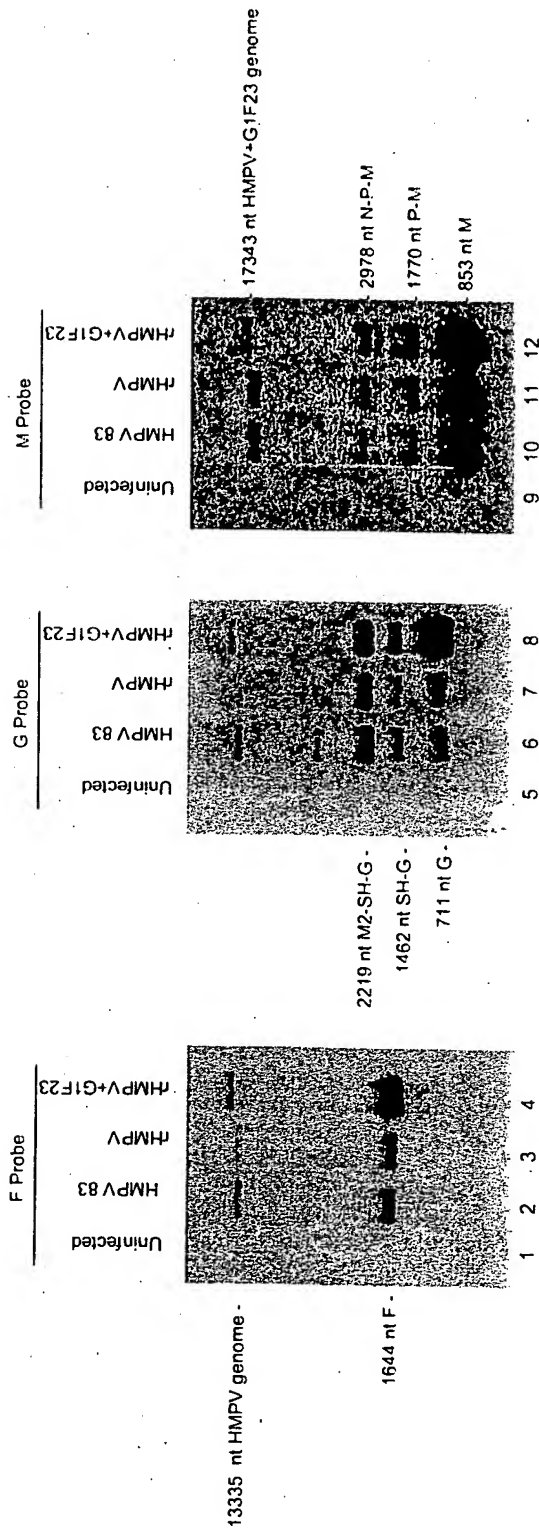 F Probe
Uninfected
HMPV 83
rHMPV
rHMPV+G1F23
13335 nt HMPV genome -
1644 nt F -
1 2 3 4
G Probe
Uninfected
HMPV 83
rHMPV
rHMPV+G1F23
2219 nt M2-SH-G -
1462 nt SH-G -
711 nt G -
5 6 7 8
M Probe
Uninfected
HMPV 83
rHMPV
rHMPV+G1F23
- 17343 nt HMPV+G1F23 genome
- 2978 nt N-P-M
- 1770 nt P-M
- 853 nt M
9 10 11 12